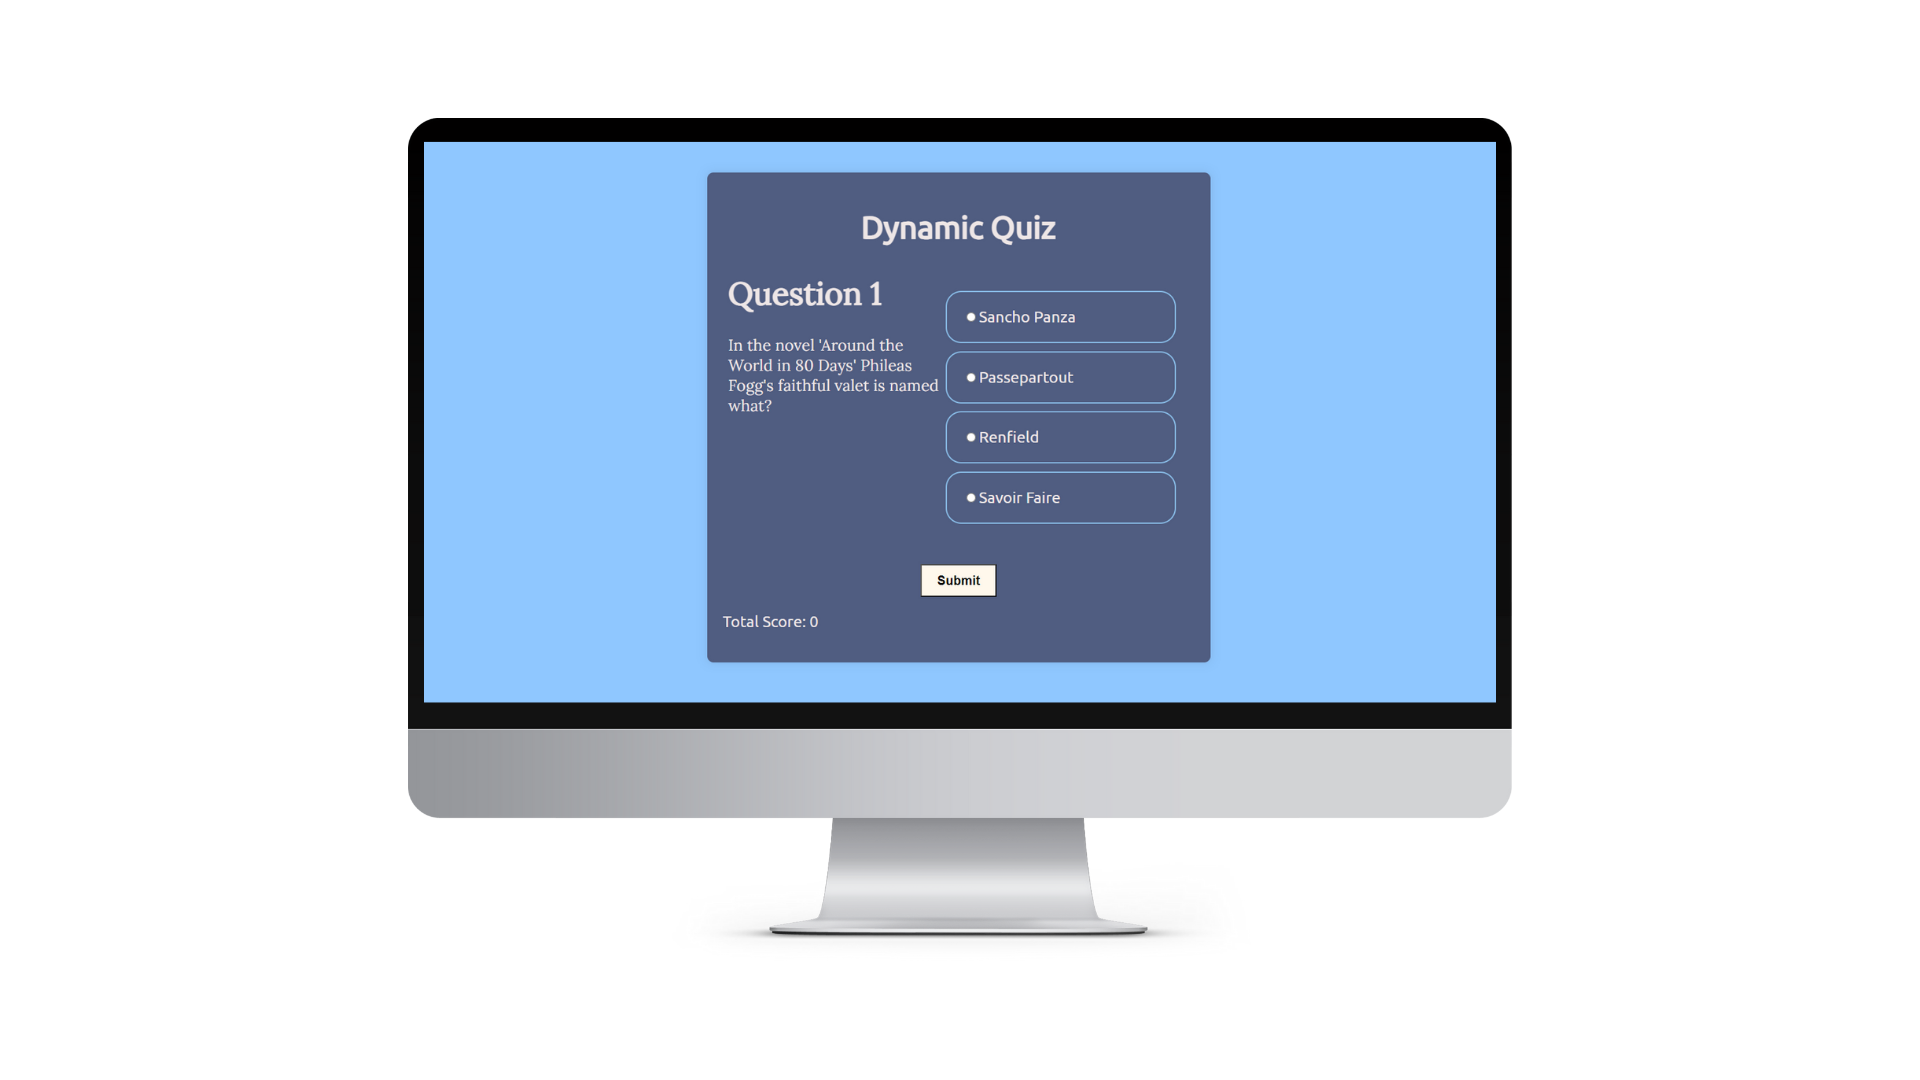 Dynamic Quiz
Question 1
In the novel 'Around the
World in 80 Days' Phileas
Fogg's faithful valet is named
what?
Sancho Panza
Passepartout
Renfield
Savoir Faire
Submit
Total Score: 0